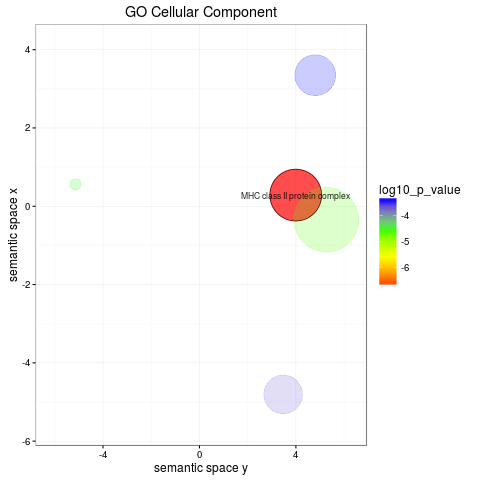 GO Cellular Component
4
2
0
-2
-4
-6
semantic space x
MHC class II protein complex
-4
0
4
semantic space y
log10_p_value
-4
-5
-6